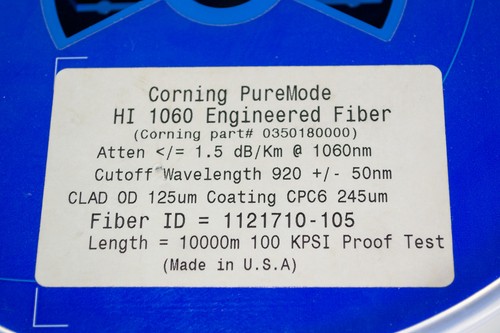 Corning PureMode
HI 1060 Engineered Fiber
(Corning part# 0350180000)
Atten </= 1.5 dB/Km @ 1060nm
Cutoff Wavelength 920 +/- 50nm
CLAD OD 125um Coating CPC6 245um
Fiber ID = 1121710-105
Length = 10000m 100 KPSI Proof Test
(Made in U.S.A)